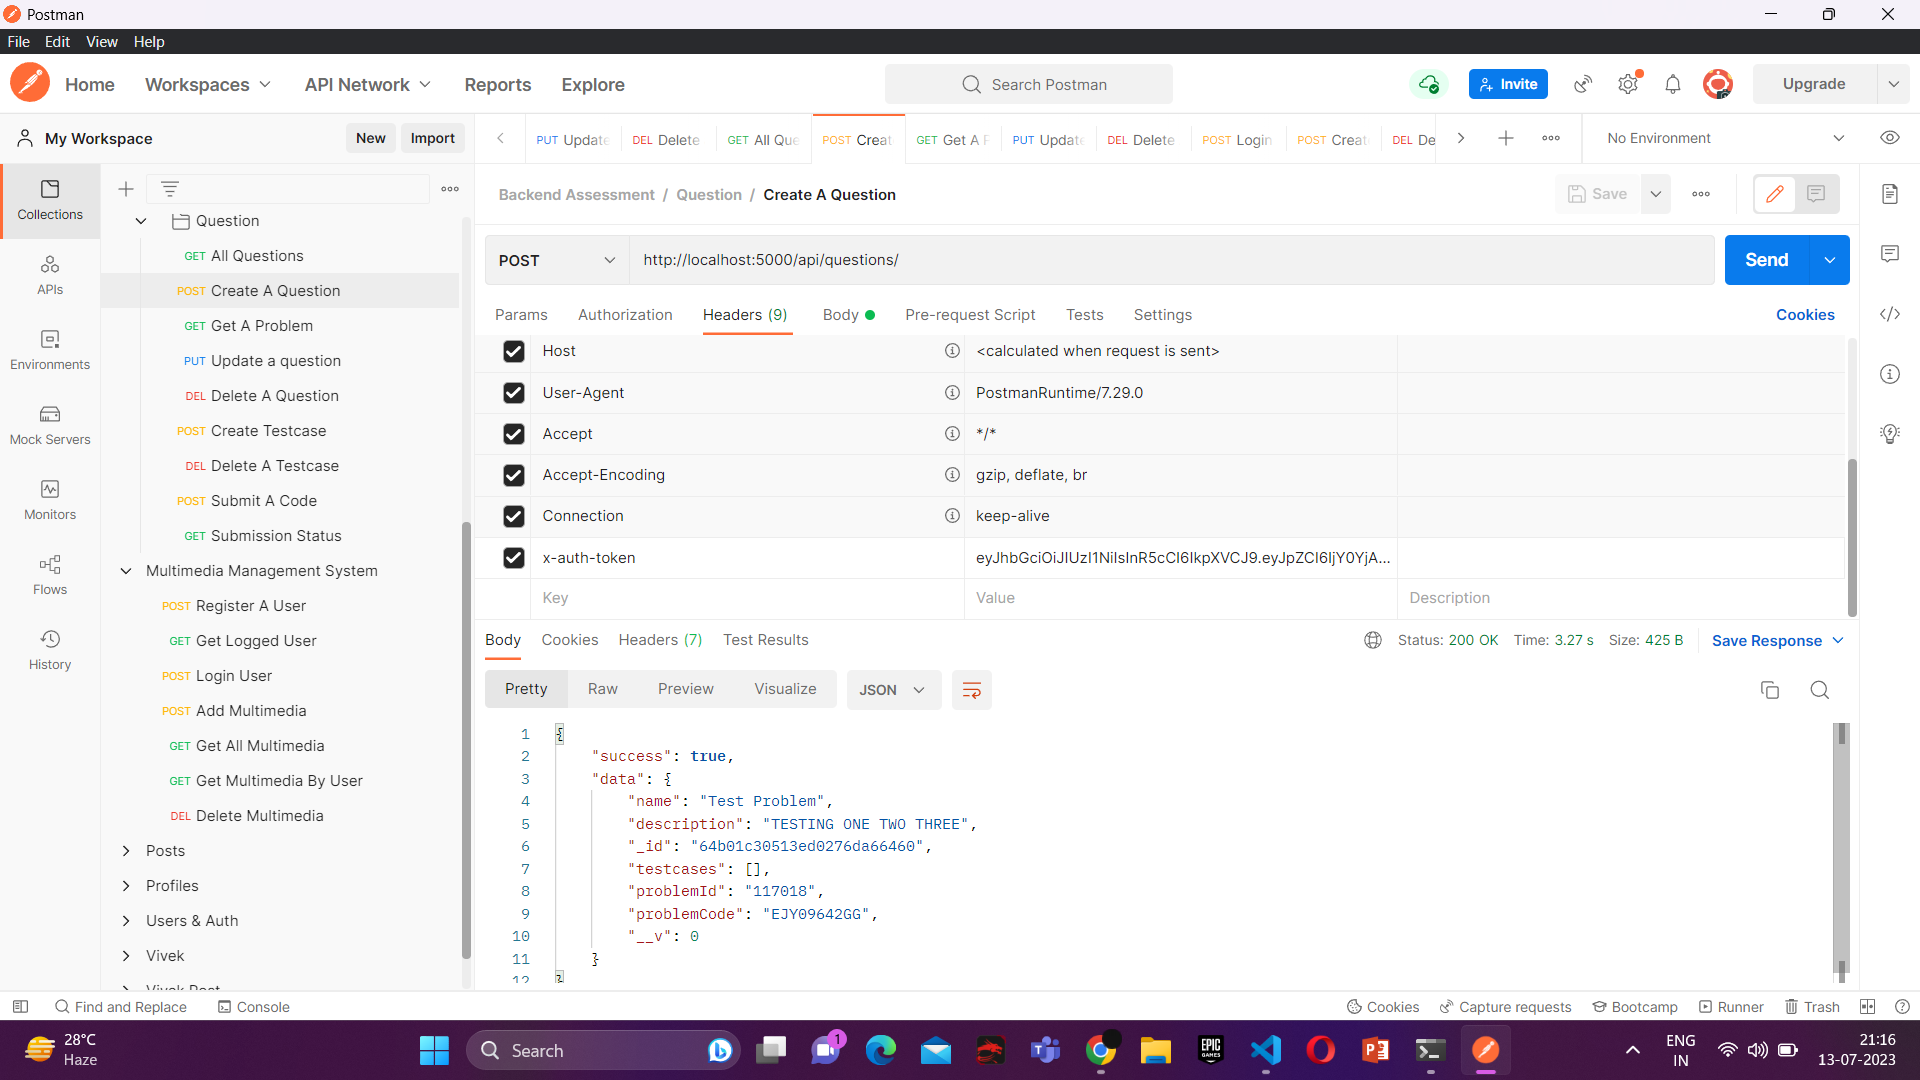 Postman
File Edit View Help
Home Workspaces API Network Reports Explore
Search Postman
Invite
Upgrade
My Workspace
New Import
PUT Update DEL Delete GET All Que POST Creat GET Get A P PUT Update DEL Delete POST Login POST Creat DEL De
No Environment
Collections
APIs
Environments
Mock Servers
Monitors
Flows
History
Question
GET All Questions
POST Create A Question
GET Get A Problem
PUT Update a question
DEL Delete A Question
POST Create Testcase
DEL Delete A Testcase
POST Submit A Code
GET Submission Status
Multimedia Management System
POST Register A User
GET Get Logged User
POST Login User
POST Add Multimedia
GET Get All Multimedia
GET Get Multimedia By User
DEL Delete Multimedia
Posts
Profiles
Users & Auth
Vivek
Backend Assessment / Question / Create A Question
Save
POST http://localhost:5000/api/questions/
Send
Params Authorization Headers (9) Body Pre-request Script Tests Settings
Cookies
Host <calculated when request is sent>
User-Agent PostmanRuntime/7.29.0
Accept */*
Accept-Encoding gzip, deflate, br
Connection keep-alive
x-auth-token eyJhbGciOiJIUzI1NiIsInR5cCI6IkpXVCJ9.eyJpZCI6IjY0YjA...
Key Value Description
Body Cookies Headers (7) Test Results
Status: 200 OK Time: 3.27 s Size: 425 B Save Response
Pretty Raw Preview Visualize JSON
1 {
2 "success": true,
3 "data": {
4 "name": "Test Problem",
5 "description": "TESTING ONE TWO THREE",
6 "_id": "64b01c30513ed0276da66460",
7 "testcases": [],
8 "problemId": "117018",
9 "problemCode": "EJY09642GG",
10 "__v": 0
11 }
12 }
Find and Replace Console
Cookies Capture requests Bootcamp Runner Trash
28°C
Haze
Search
1
EPIC GAMES
ENG
IN
21:16
13-07-2023